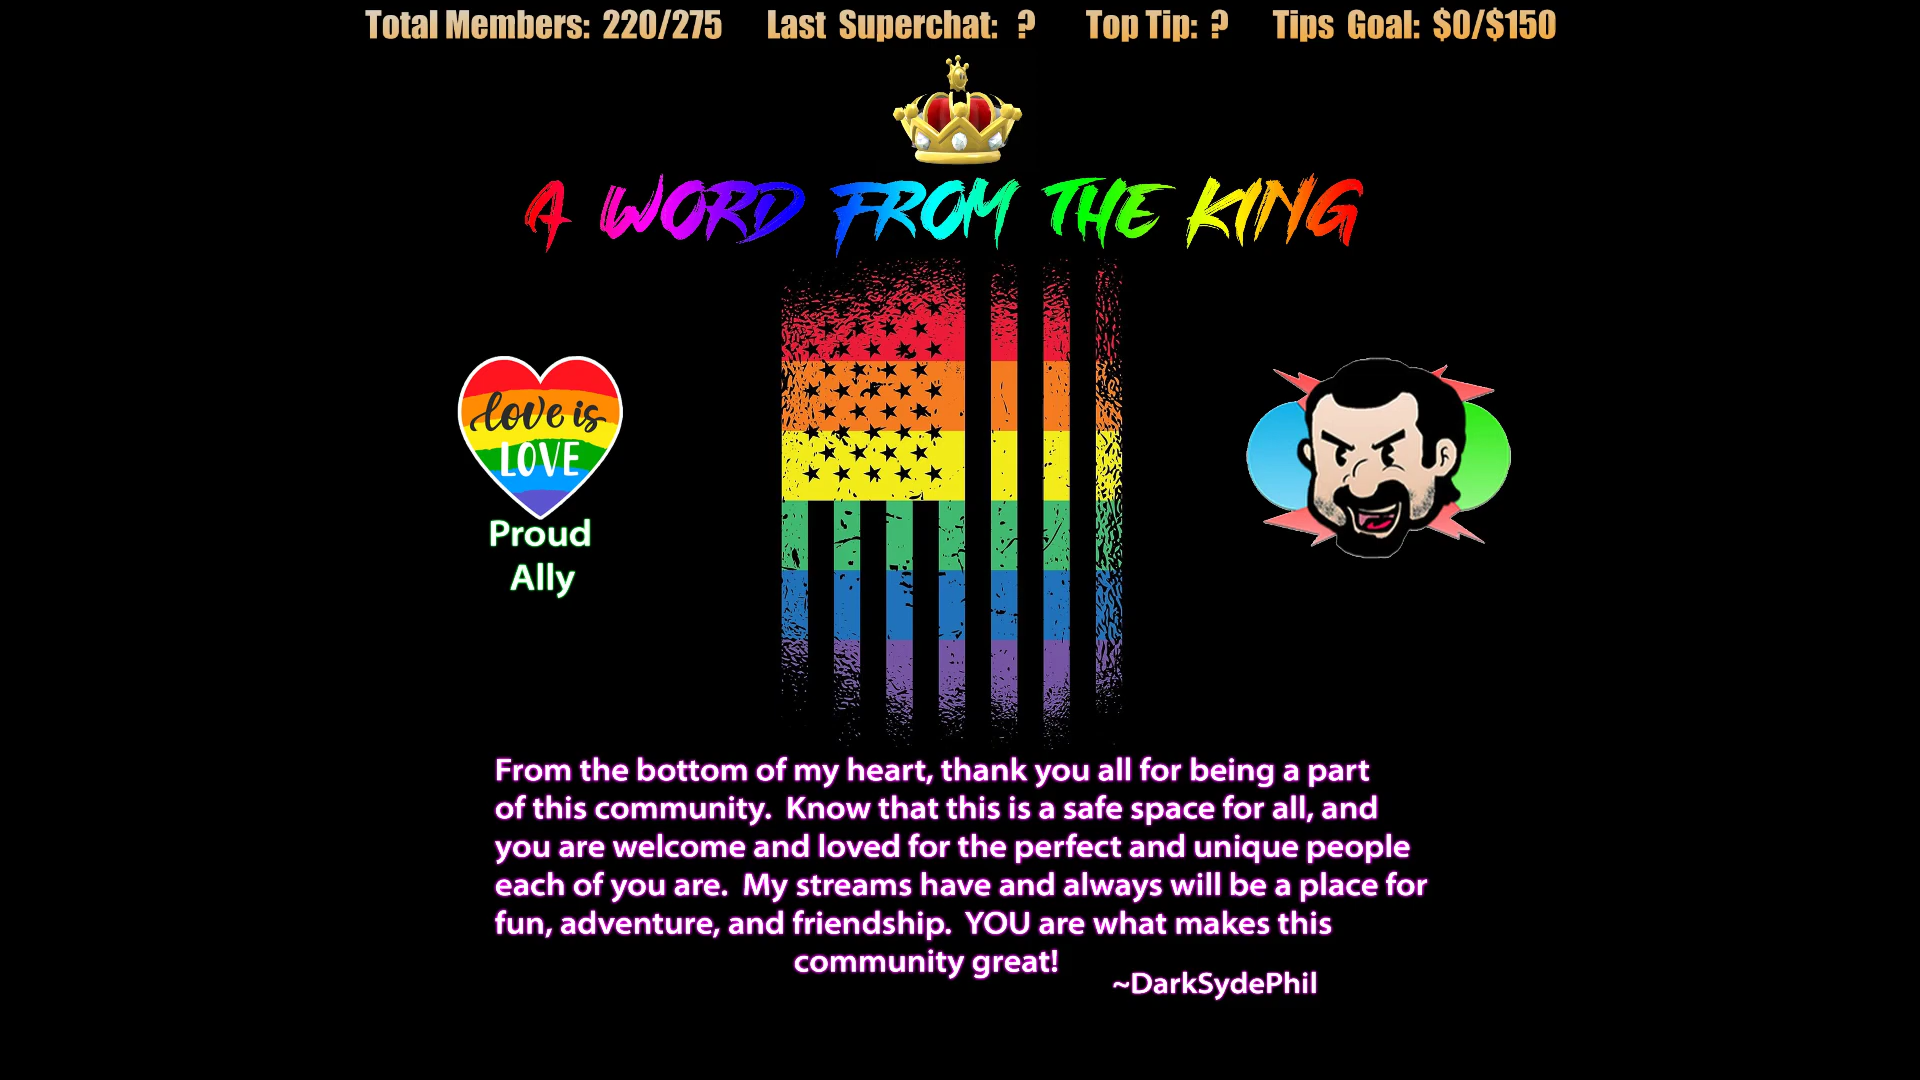 Total Members: 220/275 Last Superchat: ? Top Tip: ? Tips Goal: $0/$150
A WORD FROM THE KING
love is
LOVE
Proud
Ally
From the bottom of my heart, thank you all for being a part
of this community. Know that this is a safe space for all, and
you are welcome and loved for the perfect and unique people
each of you are. My streams have and always will be a place for
fun, adventure, and friendship. YOU are what makes this
community great!
~DarkSydePhil